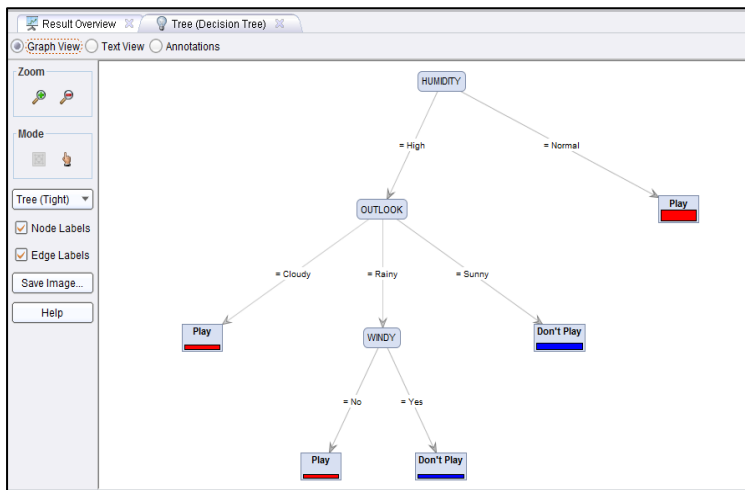 Result Overview
Tree (Decision Tree)
Graph View Text View Annotations
Zoom
Mode
Tree (Tight)
Node Labels
Edge Labels
Save Image...
Help
HUMIDITY
= High
= Normal
Play
OUTLOOK
= Cloudy
= Rainy
= Sunny
Play
WINDY
Don't Play
= No
= Yes
Play
Don't Play